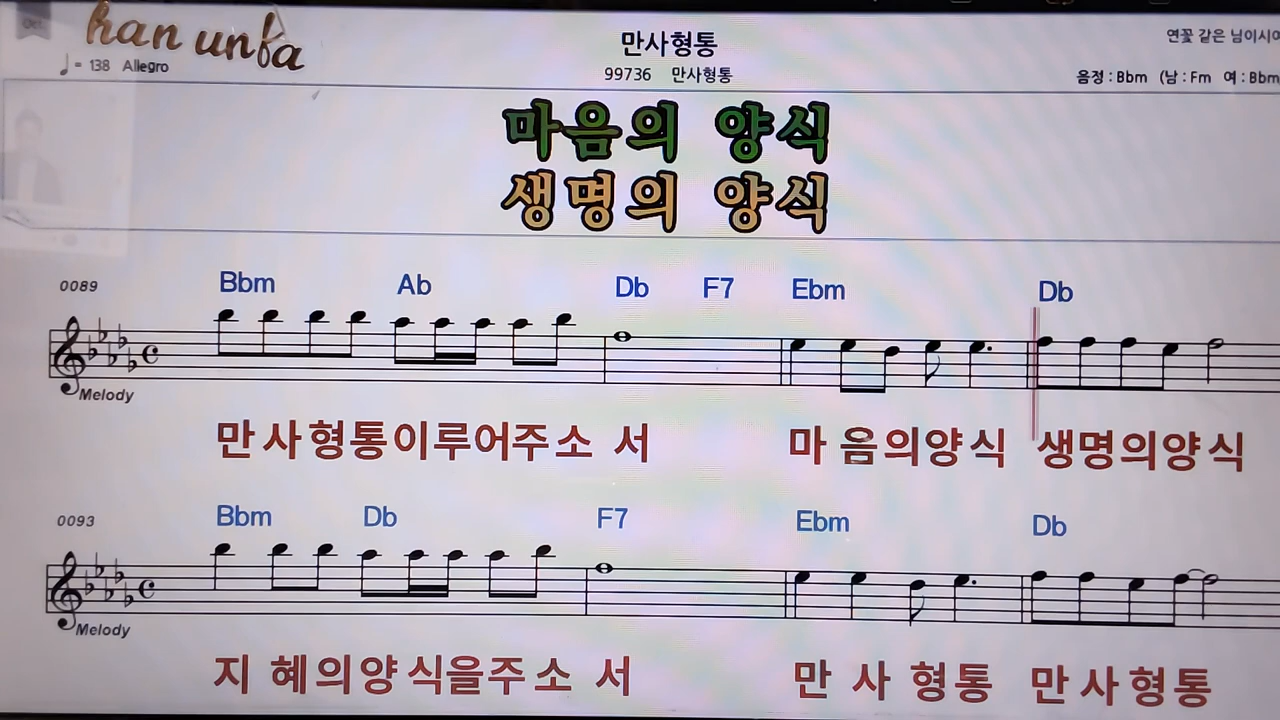 han unfa
만사형통
연꽃 같은 님이시여
♩= 138 Allegro
99736 만사형통
음정 : Bbm (남 : Fm 여 : Bbm
마음의 양식
생명의 양식
0089
Bbm Ab Db F7 Ebm Db
Melody
만사형통이루어주소서 마음의양식 생명의양식
0093
Bbm Db F7 Ebm Db
Melody
지혜의양식을주소서 만사형통 만사형통